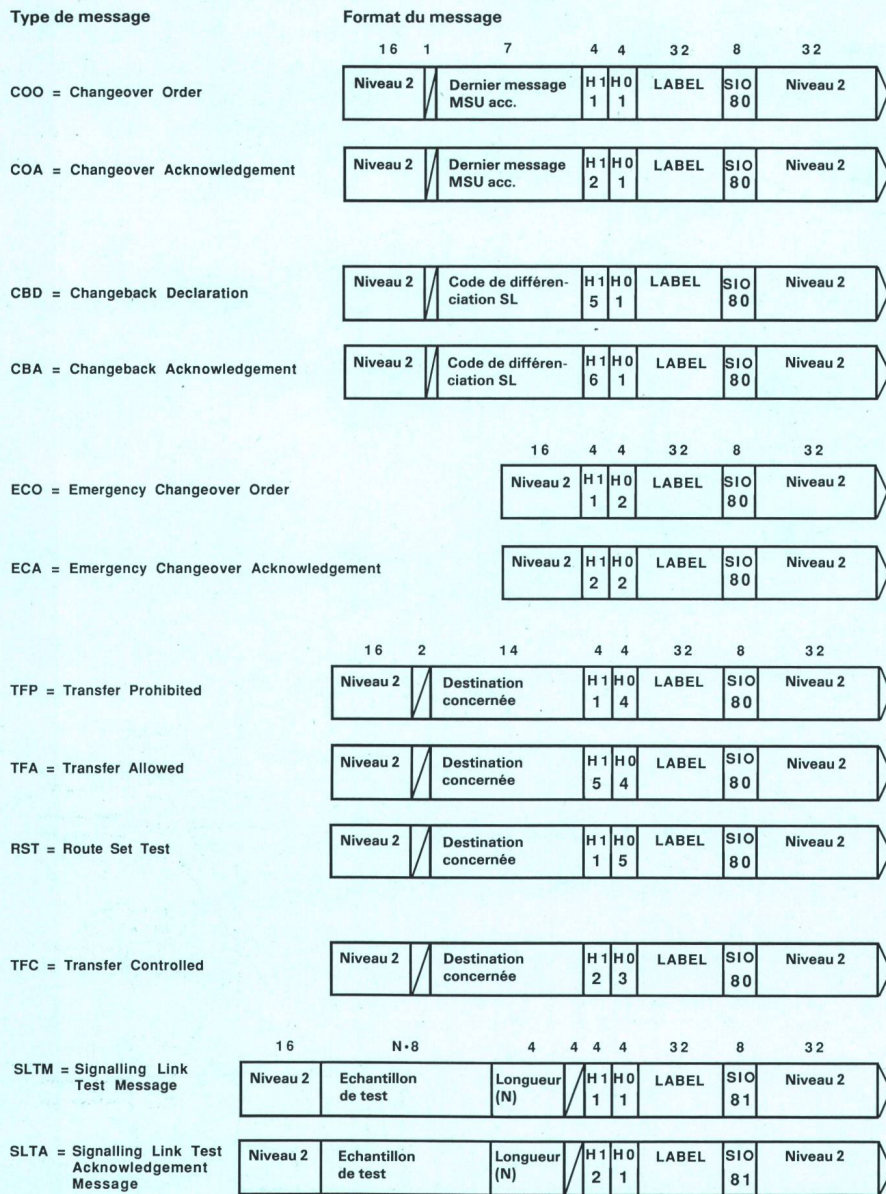 Type de message Format du message
16 1 7 4 4 32 8 32
COO = Changeover Order
Niveau 2 Dernier message H1 H0 LABEL SIO Niveau 2
MSU acc. 1 1 80
COA = Changeover Acknowledgement
Niveau 2 Dernier message H1 H0 LABEL SIO Niveau 2
MSU acc. 2 1 80
CBD = Changeback Declaration
Niveau 2 Code de différen- H1 H0 LABEL SIO Niveau 2
ciation SL 5 1 80
CBA = Changeback Acknowledgement
Niveau 2 Code de différen- H1 H0 LABEL SIO Niveau 2
ciation SL 6 1 80
16 4 4 32 8 32
ECO = Emergency Changeover Order
Niveau 2 H1 H0 LABEL SIO Niveau 2
1 2 80
ECA = Emergency Changeover Acknowledgement
Niveau 2 H1 H0 LABEL SIO Niveau 2
2 2 80
16 2 14 4 4 32 8 32
TFP = Transfer Prohibited
Niveau 2 Destination H1 H0 LABEL SIO Niveau 2
concernée 1 4 80
TFA = Transfer Allowed
Niveau 2 Destination H1 H0 LABEL SIO Niveau 2
concernée 5 4 80
RST = Route Set Test
Niveau 2 Destination H1 H0 LABEL SIO Niveau 2
concernée 1 5 80
TFC = Transfer Controlled
Niveau 2 Destination H1 H0 LABEL SIO Niveau 2
concernée 2 3 80
16 N•8 4 4 4 4 32 8 32
SLTM = Signalling Link
Test Message
Niveau 2 Echantillon Longueur H1 H0 LABEL SIO Niveau 2
de test (N) 1 1 81
SLTA = Signalling Link Test
Acknowledgement
Message
Niveau 2 Echantillon Longueur H1 H0 LABEL SIO Niveau 2
de test (N) 2 1 81